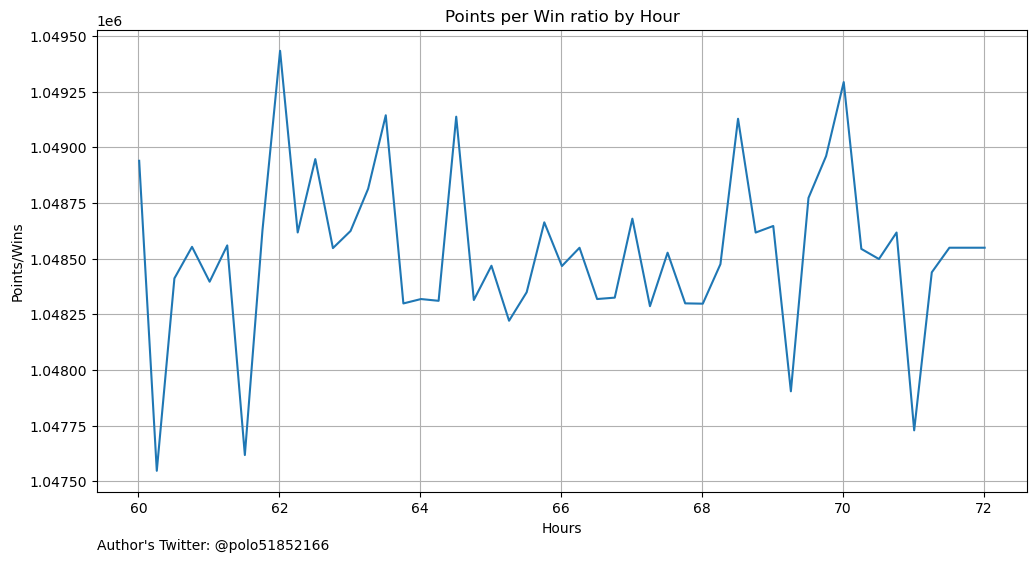 Points per Win ratio by Hour
1e6
1.04950
1.04925
1.04900
1.04875
1.04850
1.04825
1.04800
1.04775
1.04750
Points/Wins
60 62 64 66 68 70 72
Hours
Author's Twitter: @polo51852166